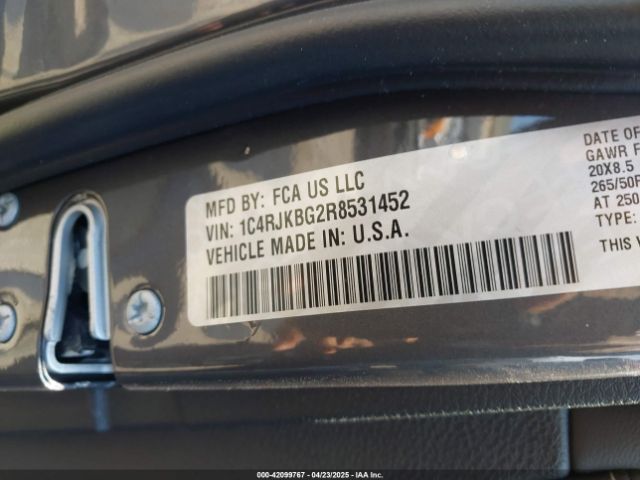 MFD BY: FCA US LLC
VIN: 1C4RJKBG2R8531452
VEHICLE MADE IN: U.S.A.
DATE OF
GAWR F
20X8.5
265/50R
AT 250
TYPE:
THIS V
000-42099767 - 04/23/2025 - IAA Inc.